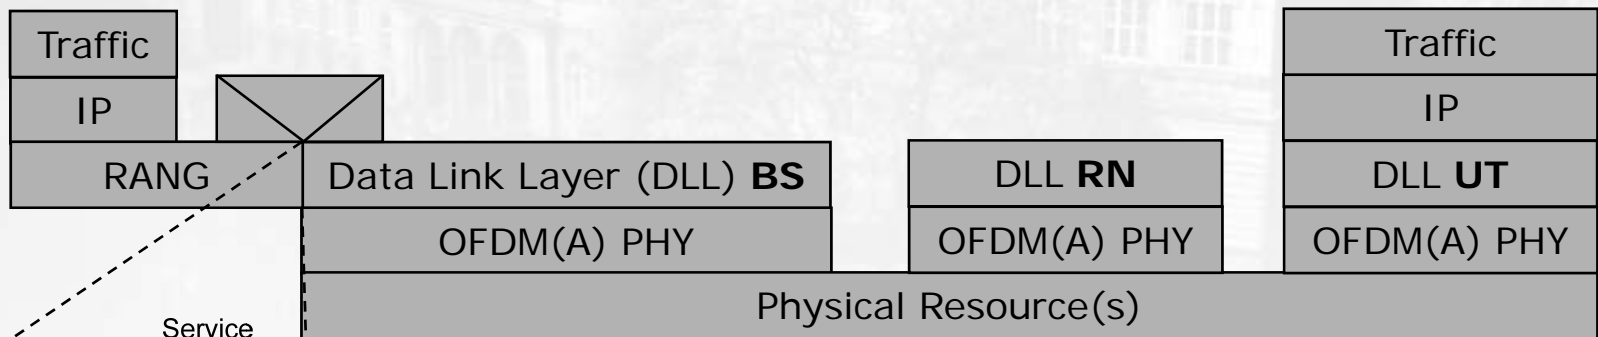 Traffic
Traffic
IP
IP
RANG
Data Link Layer (DLL) BS
DLL RN
DLL UT
OFDM(A) PHY
OFDM(A) PHY
OFDM(A) PHY
Physical Resource(s)
Service